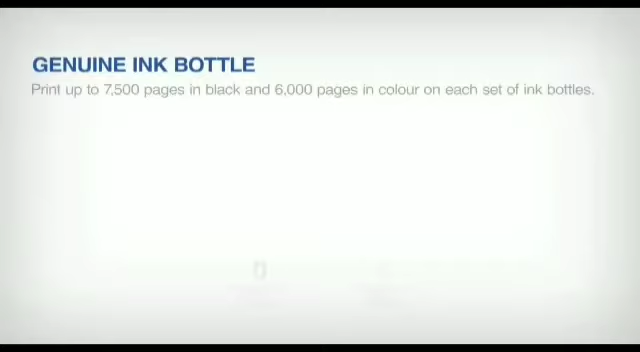 GENUINE INK BOTTLE
Print up to 7,500 pages in black and 6,000 pages in colour on each set of ink bottles.